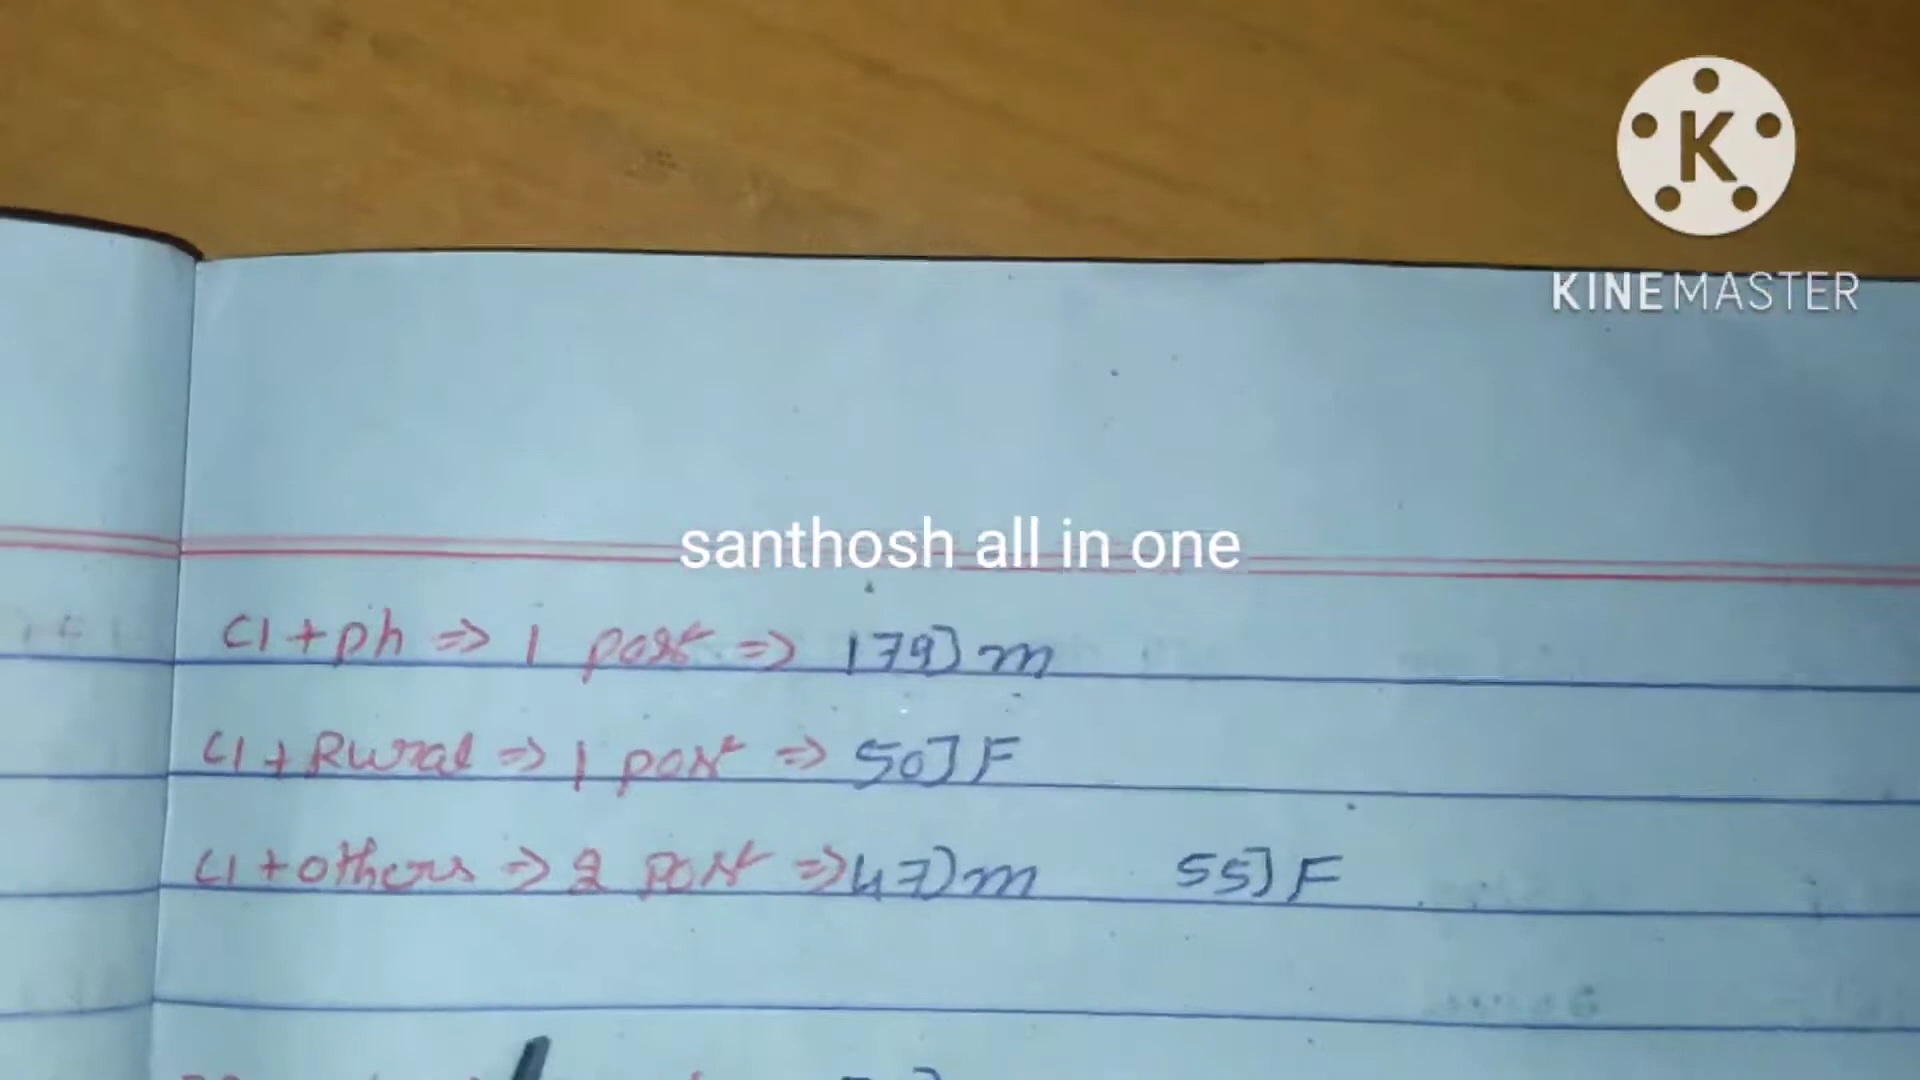 K
KINEMASTER
santhosh all in one
C1 + ph => 1 post => 179] m
C1 + Rural => 1 post => 50] F
C1 + others => 2 post => 47] m 55] F